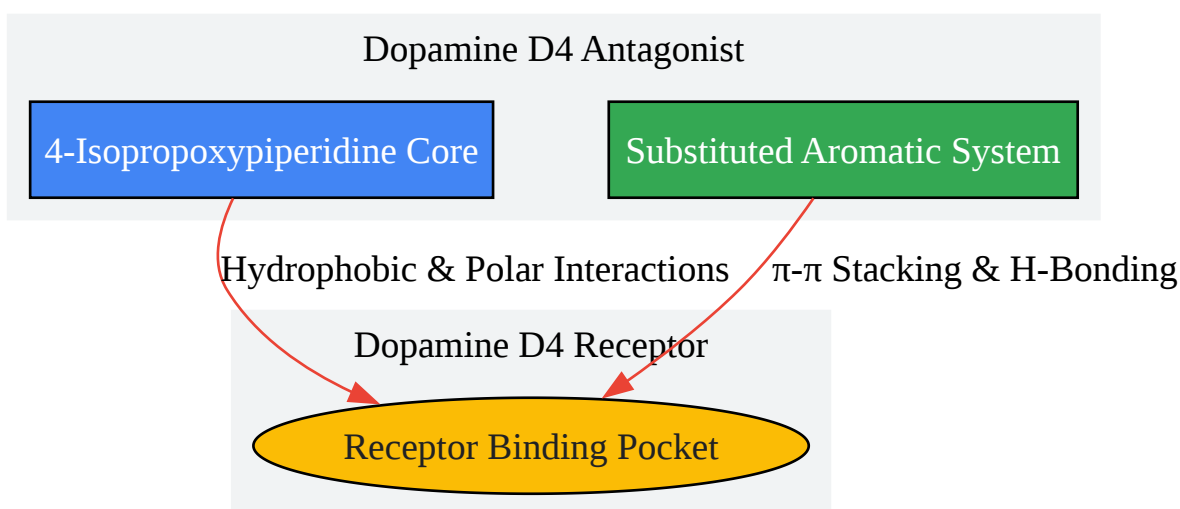 Dopamine D4 Antagonist
4-Isopropoxypiperidine Core
Substituted Aromatic System
Hydrophobic & Polar Interactions
π-π Stacking & H-Bonding
Dopamine D4 Receptor
Receptor Binding Pocket